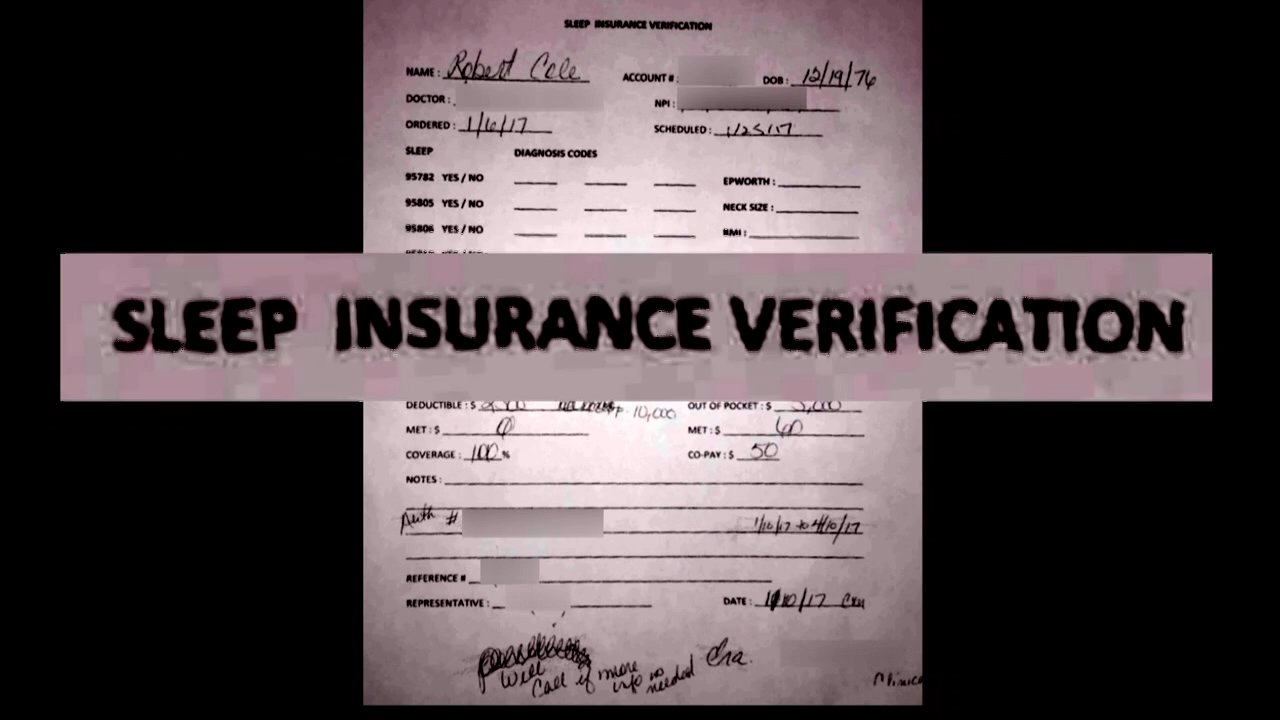 SLEEP INSURANCE VERIFICATION
NAME: Robert Cole ACCOUNT #: DOB: 12/19/76
DOCTOR: NPI:
ORDERED: 1/6/17 SCHEDULED: 1/25/17
SLEEP DIAGNOSIS CODES
95782 YES / NO EPWORTH:
95805 YES / NO NECK SIZE:
95806 YES / NO BMI:
SLEEP INSURANCE VERIFICATION
DEDUCTIBLE: $ 10,000 OUT OF POCKET: $
MET: $ 0 MET: $
COVERAGE: 100 % CO-PAY: $ 50
NOTES:
Auth # 1/10/17 to 4/10/17
REFERENCE #
REPRESENTATIVE: DATE: 1/10/17
Will
Call if more
info is
needed